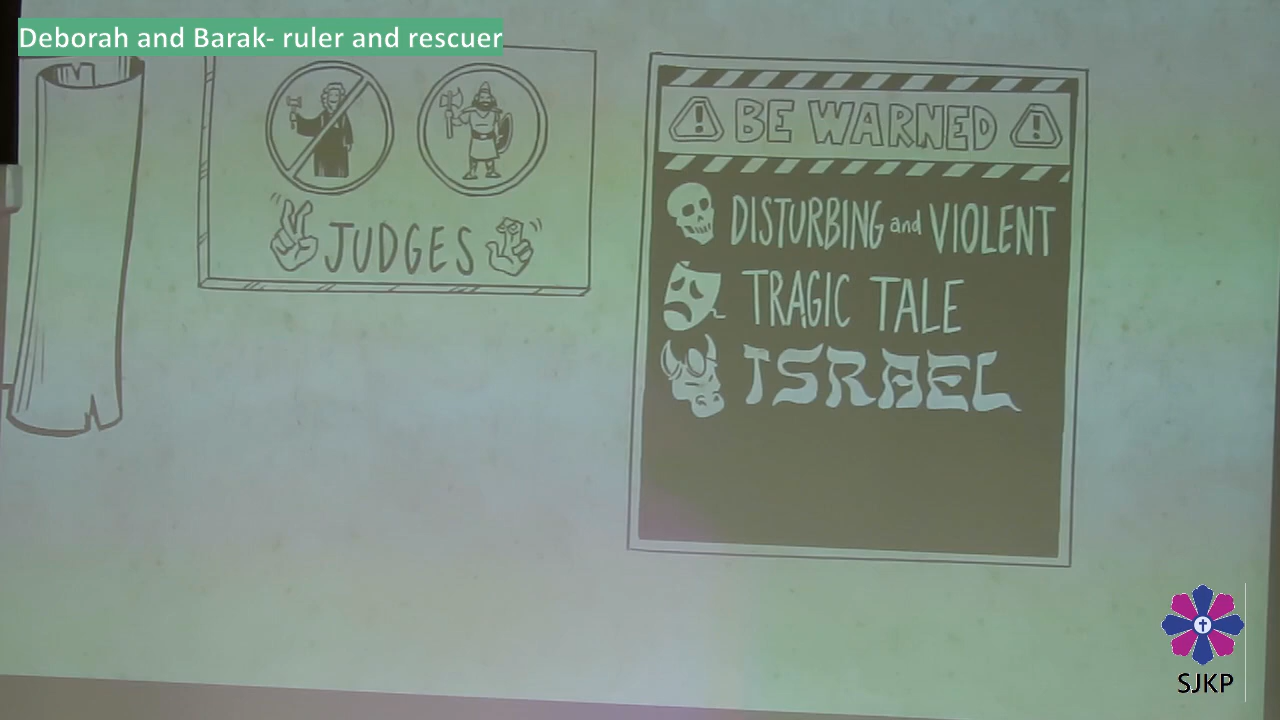 Deborah and Barak- ruler and rescuer
JUDGES
BE WARNED
DISTURBING and VIOLENT
TRAGIC TALE
ISRAEL
SJKP